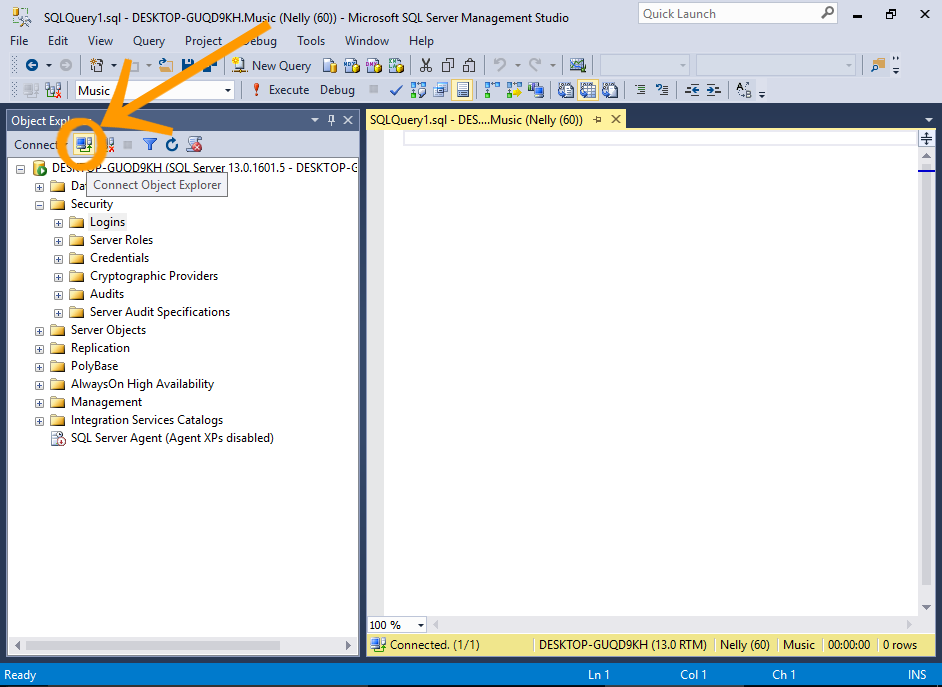 SQLQuery1.sql - DESKTOP-GUQD9KH.Music (Nelly (60)) - Microsoft SQL Server Management Studio
Quick Launch
File Edit View Query Project Debug Tools Window Help
New Query
Music Execute Debug
Object
SQLQuery1.sql - DES....Music (Nelly (60))
Connect
DESKTOP-GUQD9KH (SQL Server 13.0.1601.5 - DESKTOP-G
Connect Object Explorer
Security
Logins
Server Roles
Credentials
Cryptographic Providers
Audits
Server Audit Specifications
Server Objects
Replication
PolyBase
AlwaysOn High Availability
Management
Integration Services Catalogs
SQL Server Agent (Agent XPs disabled)
100 %
Connected. (1/1) DESKTOP-GUQD9KH (13.0 RTM) Nelly (60) Music 00:00:00 0 rows
Ready Ln 1 Col 1 Ch 1 INS